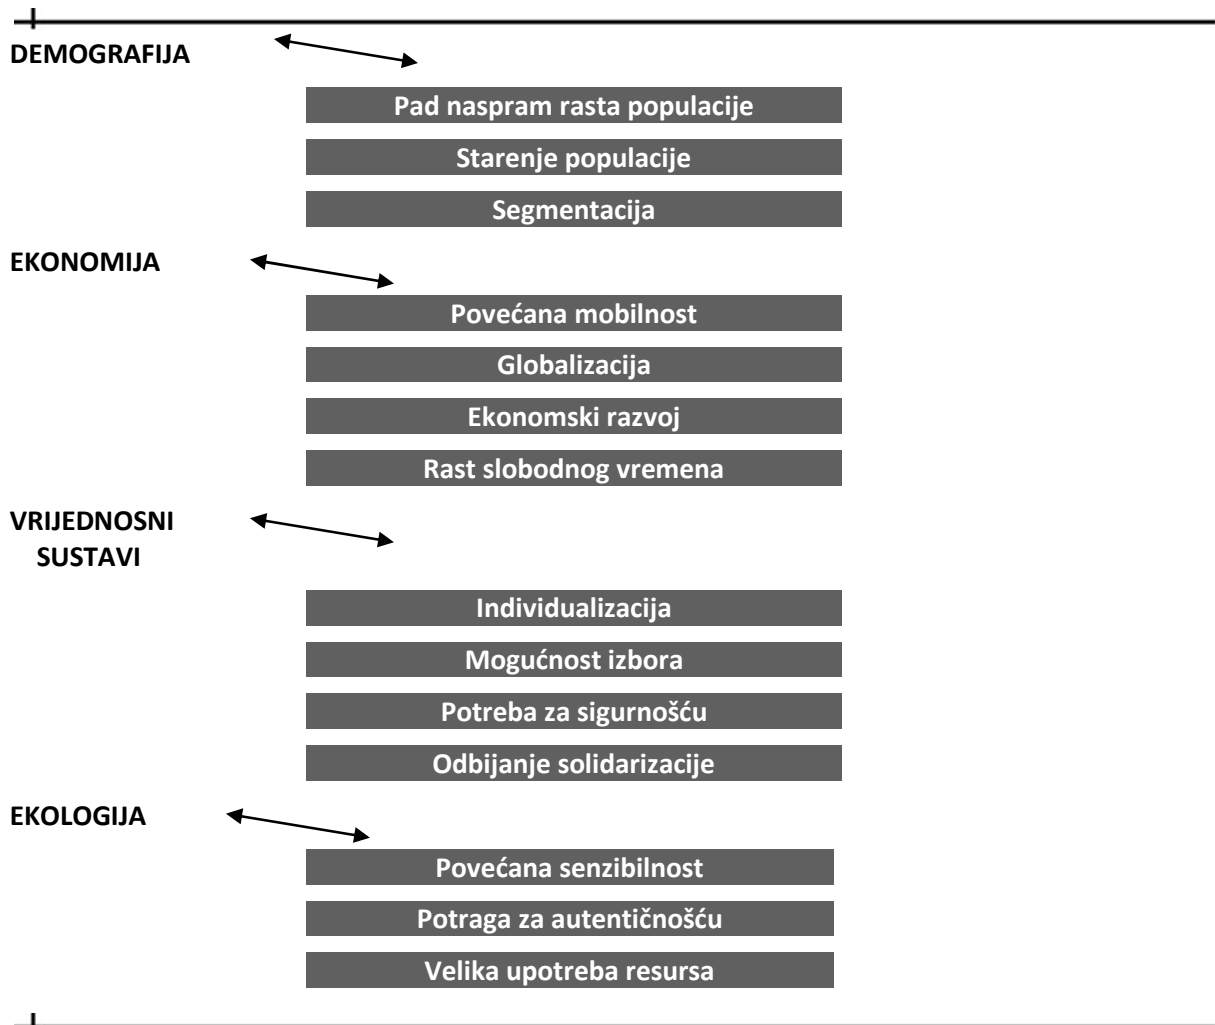 DEMOGRAFIJA
Pad naspram rasta populacije
Starenje populacije
Segmentacija
EKONOMIJA
Povećana mobilnost
Globalizacija
Ekonomski razvoj
Rast slobodnog vremena
VRIJEDNOSNI
SUSTAVI
Individualizacija
Mogućnost izbora
Potreba za sigurnošću
Odbijanje solidarizacije
EKOLOGIJA
Povećana senzibilnost
Potraga za autentičnošću
Velika upotreba resursa